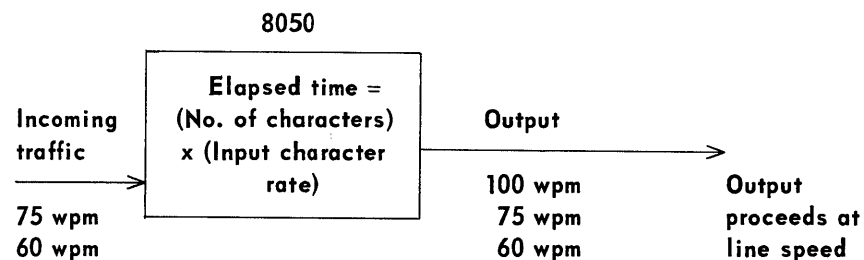 8050
Elapsed time =
(No. of characters)
x (Input character
rate)
Incoming
traffic
75 wpm
60 wpm
Output
100 wpm
75 wpm
60 wpm
Output
proceeds at
line speed